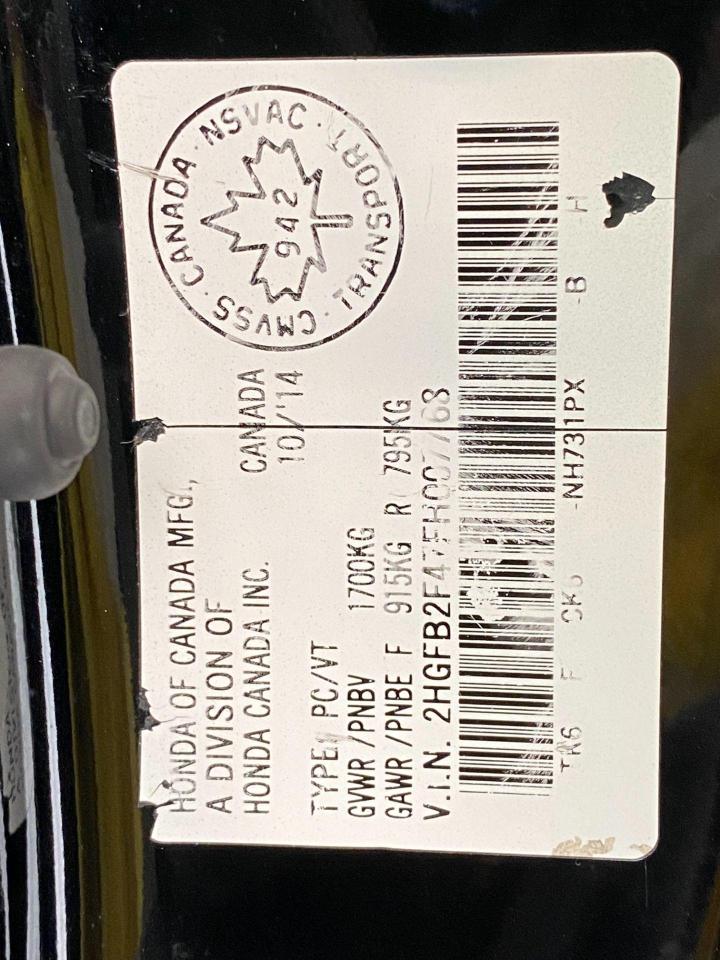 HONDA OF CANADA MFG.,
A DIVISION OF
HONDA CANADA INC.
CANADA
10/'14
CMVSS · CANADA · NSVAC · TRANSPORT ·
942
TYPE: PC/VT
GVWR /PNBV 1700KG
GAWR /PNBE F 915KG R 795KG
V.I.N.
-NH731PX -B -H